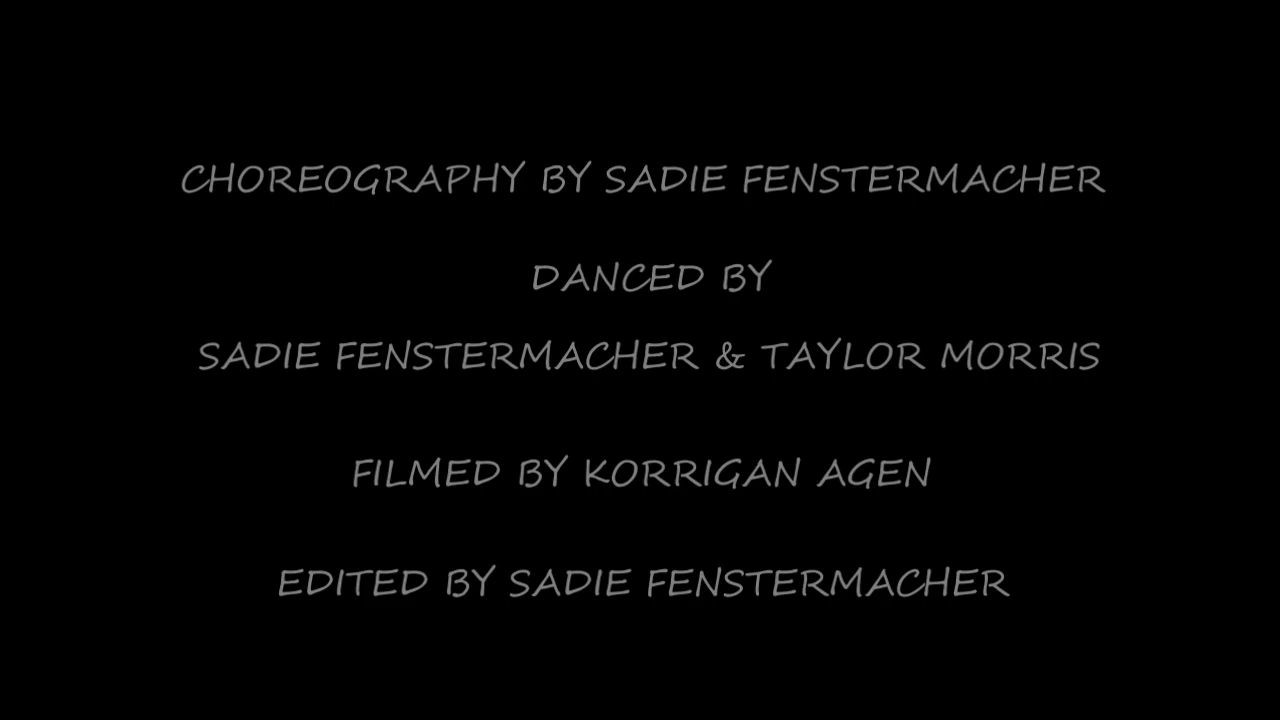 CHOREOGRAPHY BY SADIE FENSTERMACHER
DANCED BY
SADIE FENSTERMACHER & TAYLOR MORRIS
FILMED BY KORRIGAN AGEN
EDITED BY SADIE FENSTERMACHER